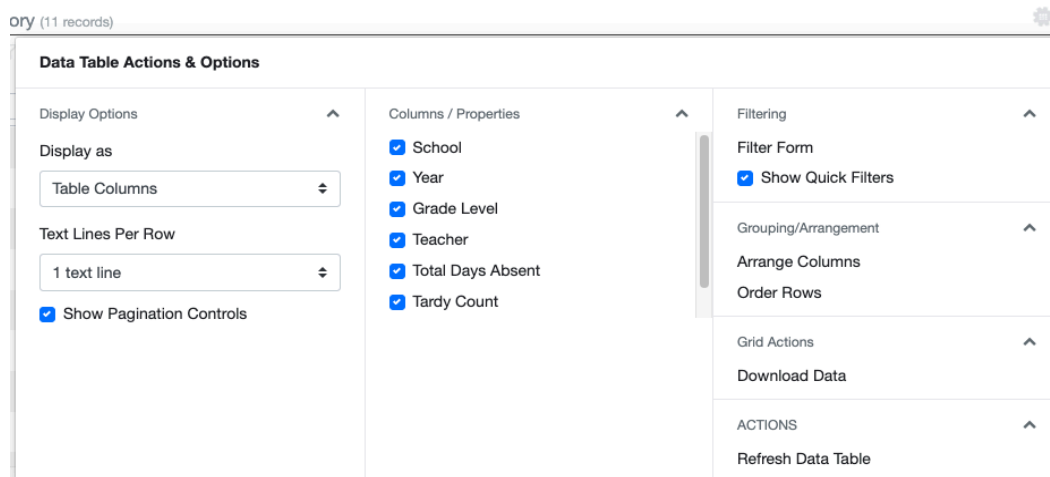 ory (11 records)
Data Table Actions & Options
Display Options
Display as
Table Columns
Text Lines Per Row
1 text line
Show Pagination Controls
Columns / Properties
School
Year
Grade Level
Teacher
Total Days Absent
Tardy Count
Filtering
Filter Form
Show Quick Filters
Grouping/Arrangement
Arrange Columns
Order Rows
Grid Actions
Download Data
ACTIONS
Refresh Data Table